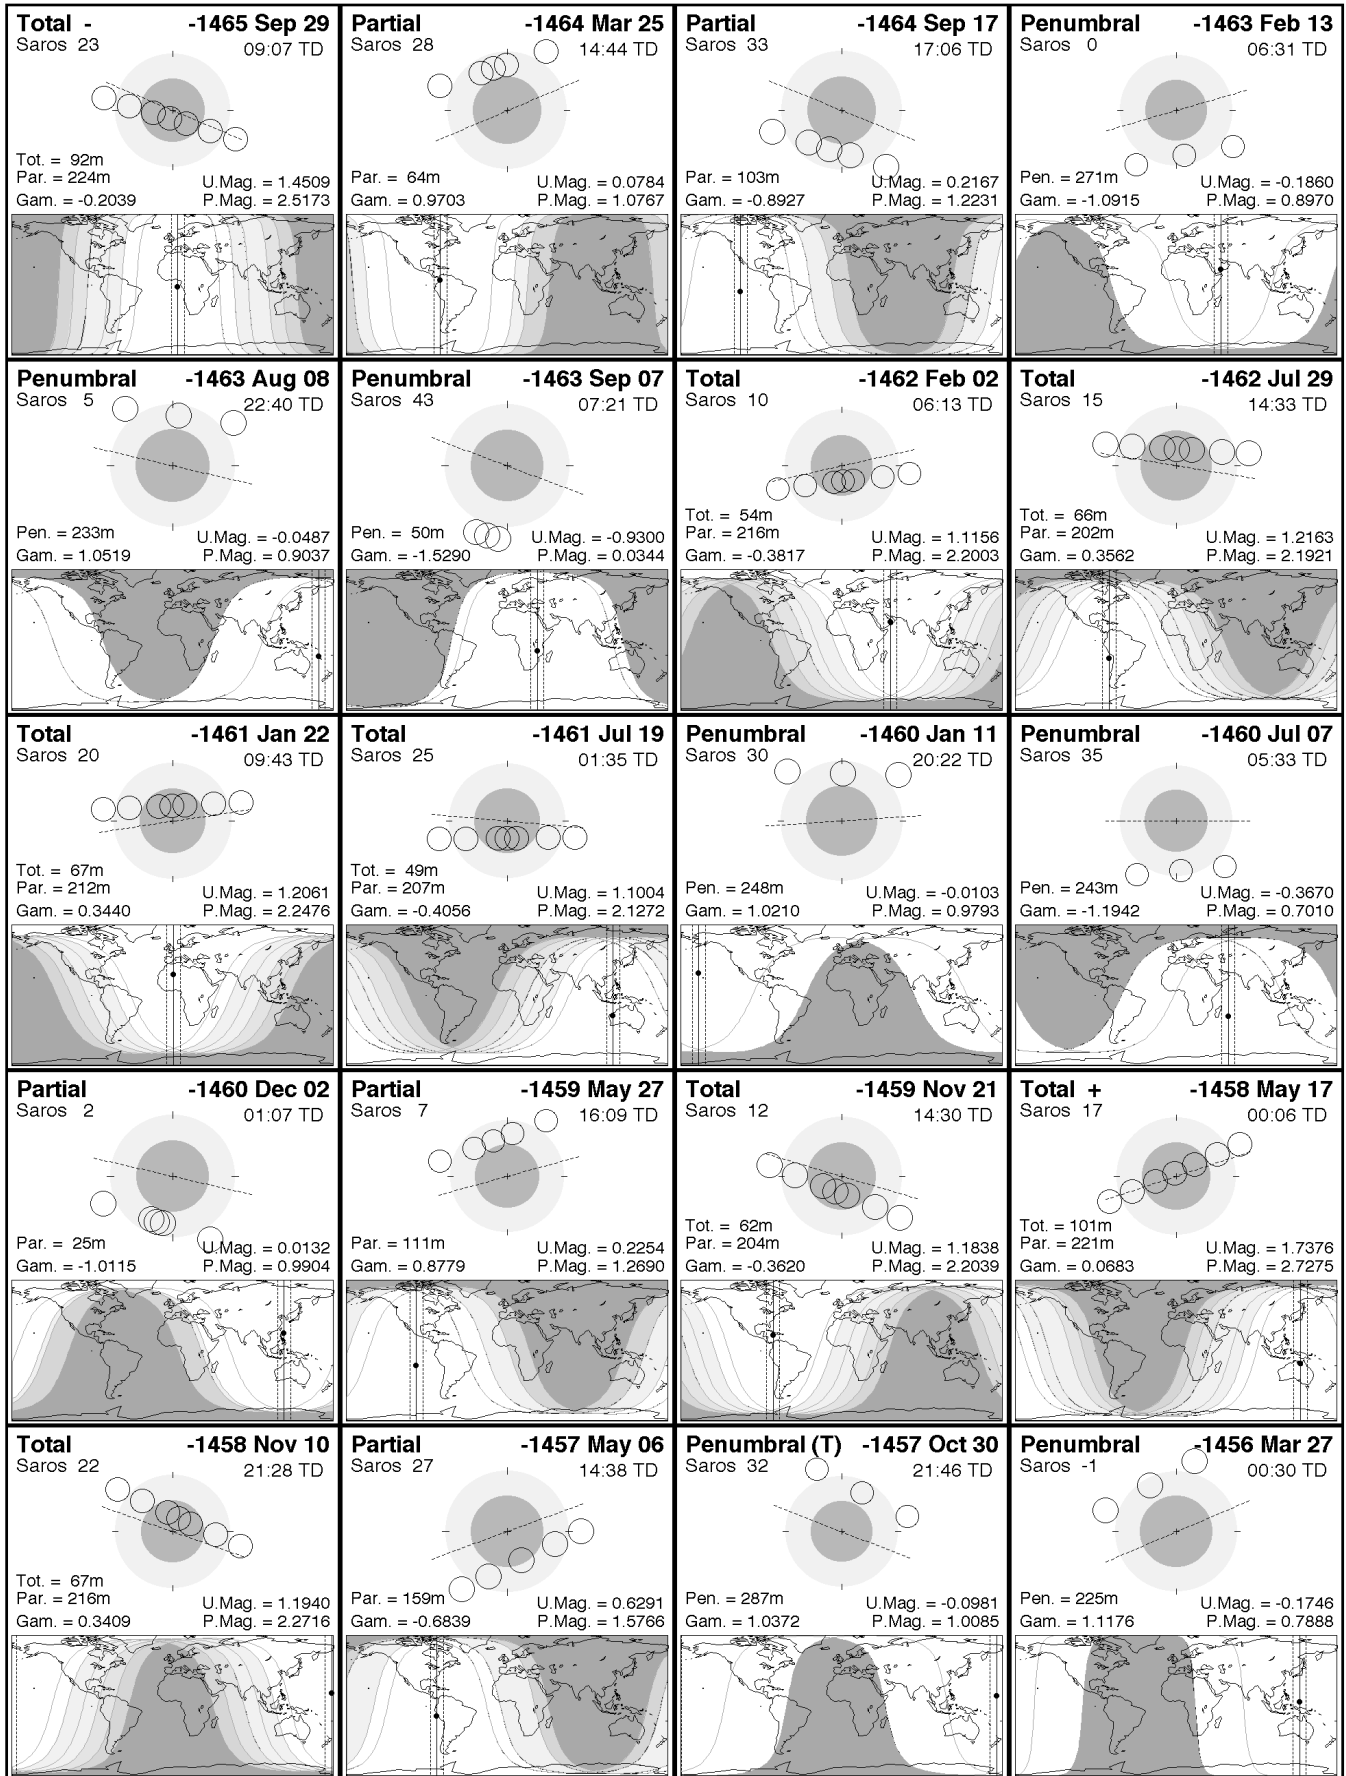 Total - -1465 Sep 29
Saros 23 09:07 TD
Tot. = 92m
Par. = 224m U.Mag. = 1.4509
Gam. = -0.2039 P.Mag. = 2.5173
Partial -1464 Mar 25
Saros 28 14:44 TD
Par. = 64m U.Mag. = 0.0784
Gam. = 0.9703 P.Mag. = 1.0767
Partial -1464 Sep 17
Saros 33 17:06 TD
Par. = 103m U.Mag. = 0.2167
Gam. = -0.8927 P.Mag. = 1.2231
Penumbral -1463 Feb 13
Saros 0 06:31 TD
Pen. = 271m U.Mag. = -0.1860
Gam. = -1.0915 P.Mag. = 0.8970
Penumbral -1463 Aug 08
Saros 5 22:40 TD
Pen. = 233m U.Mag. = -0.0487
Gam. = 1.0519 P.Mag. = 0.9037
Penumbral -1463 Sep 07
Saros 43 07:21 TD
Pen. = 50m U.Mag. = -0.9300
Gam. = -1.5290 P.Mag. = 0.0344
Total -1462 Feb 02
Saros 10 06:13 TD
Tot. = 54m
Par. = 216m U.Mag. = 1.1156
Gam. = -0.3817 P.Mag. = 2.2003
Total -1462 Jul 29
Saros 15 14:33 TD
Tot. = 66m
Par. = 202m U.Mag. = 1.2163
Gam. = 0.3562 P.Mag. = 2.1921
Total -1461 Jan 22
Saros 20 09:43 TD
Tot. = 67m
Par. = 212m U.Mag. = 1.2061
Gam. = 0.3440 P.Mag. = 2.2476
Total -1461 Jul 19
Saros 25 01:35 TD
Tot. = 49m
Par. = 207m U.Mag. = 1.1004
Gam. = -0.4056 P.Mag. = 2.1272
Penumbral -1460 Jan 11
Saros 30 20:22 TD
Pen. = 248m U.Mag. = -0.0103
Gam. = 1.0210 P.Mag. = 0.9793
Penumbral -1460 Jul 07
Saros 35 05:33 TD
Pen. = 243m U.Mag. = -0.3670
Gam. = -1.1942 P.Mag. = 0.7010
Partial -1460 Dec 02
Saros 2 01:07 TD
Par. = 25m U.Mag. = 0.0132
Gam. = -1.0115 P.Mag. = 0.9904
Partial -1459 May 27
Saros 7 16:09 TD
Par. = 111m U.Mag. = 0.2254
Gam. = 0.8779 P.Mag. = 1.2690
Total -1459 Nov 21
Saros 12 14:30 TD
Tot. = 62m
Par. = 204m U.Mag. = 1.1838
Gam. = -0.3620 P.Mag. = 2.2039
Total + -1458 May 17
Saros 17 00:06 TD
Tot. = 101m
Par. = 221m U.Mag. = 1.7376
Gam. = 0.0683 P.Mag. = 2.7275
Total -1458 Nov 10
Saros 22 21:28 TD
Tot. = 67m
Par. = 216m U.Mag. = 1.1940
Gam. = 0.3409 P.Mag. = 2.2716
Partial -1457 May 06
Saros 27 14:38 TD
Par. = 159m U.Mag. = 0.6291
Gam. = -0.6839 P.Mag. = 1.5766
Penumbral (T) -1457 Oct 30
Saros 32 21:46 TD
Pen. = 287m U.Mag. = -0.0981
Gam. = 1.0372 P.Mag. = 1.0085
Penumbral -1456 Mar 27
Saros -1 00:30 TD
Pen. = 225m U.Mag. = -0.1746
Gam. = 1.1176 P.Mag. = 0.7888